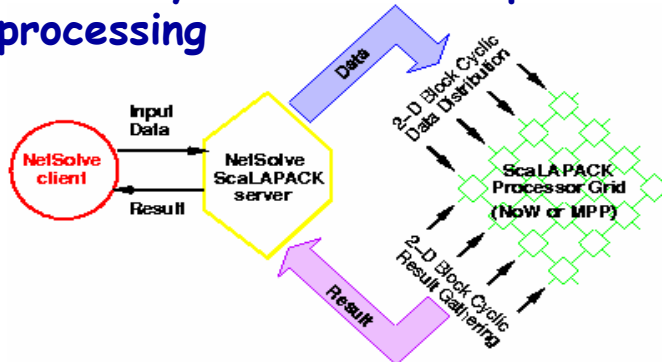 processing
Input
Data
NetSolve
client
Result
NetSolve
ScaLAPACK
server
Data
2-D Block Cyclic
Data Distribution
ScaLAPACK
Processor Grid
(NoW or MPP)
2-D Block Cyclic
Result Gathering
Result